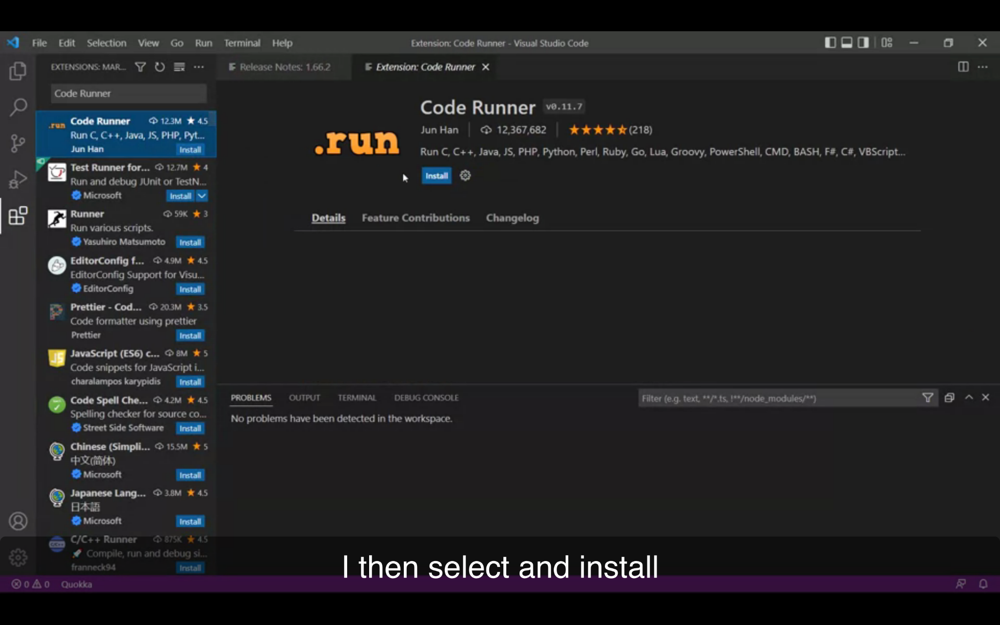 File Edit Selection View Go Run Terminal Help
Extension: Code Runner - Visual Studio Code
EXTENSIONS: MAR...
Release Notes: 1.66.2
Extension: Code Runner
Code Runner
.run
Code Runner 12.3M 4.5
Run C, C++, Java, JS, PHP, Pyt...
Jun Han Install
Test Runner for... 12.7M 4
Run and debug JUnit or TestN...
Microsoft Install
Runner 59K 3
Run various scripts.
Yasuhiro Matsumoto Install
EditorConfig f... 4.9M 4.5
EditorConfig Support for Visu...
EditorConfig Install
Prettier - Cod... 20.3M 3.5
Code formatter using prettier
Prettier Install
JS
JavaScript (ES6) c... 8M 5
Code snippets for JavaScript i...
charalampos karypidis Install
Code Spell Che... 4.2M 4.5
Spelling checker for source co...
Street Side Software Install
Chinese (Simpli... 15.5M 5
中文(简体)
Microsoft Install
Japanese Lang... 3.8M 4.5
日本語
Microsoft Install
C/C++ Runner 875K 4.5
Compile, run and debug si...
franneck94 Install
.run
Code Runner v0.11.7
Jun Han 12,367,682 (218)
Run C, C++, Java, JS, PHP, Python, Perl, Ruby, Go, Lua, Groovy, PowerShell, CMD, BASH, F#, C#, VBScript...
Install
Details Feature Contributions Changelog
PROBLEMS OUTPUT TERMINAL DEBUG CONSOLE
Filter (e.g. text, **/*.ts, !**/node_modules/**)
No problems have been detected in the workspace.
I then select and install
0 0 Quokka